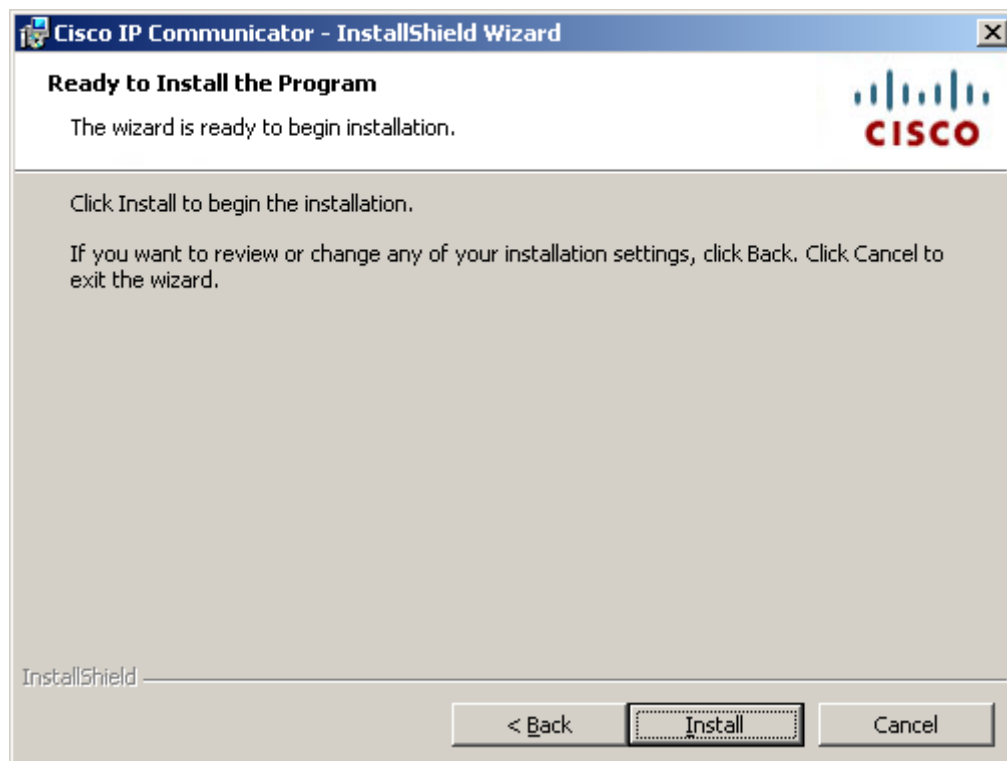 Cisco IP Communicator - InstallShield Wizard
Ready to Install the Program
The wizard is ready to begin installation.
CISCO
Click Install to begin the installation.
If you want to review or change any of your installation settings, click Back. Click Cancel to
exit the wizard.
InstallShield
< Back
Install
Cancel